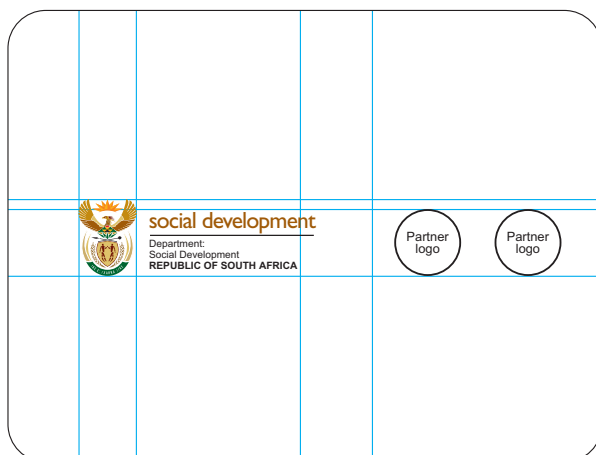 social development
Department:
Social Development
REPUBLIC OF SOUTH AFRICA
Partner
logo
Partner
logo